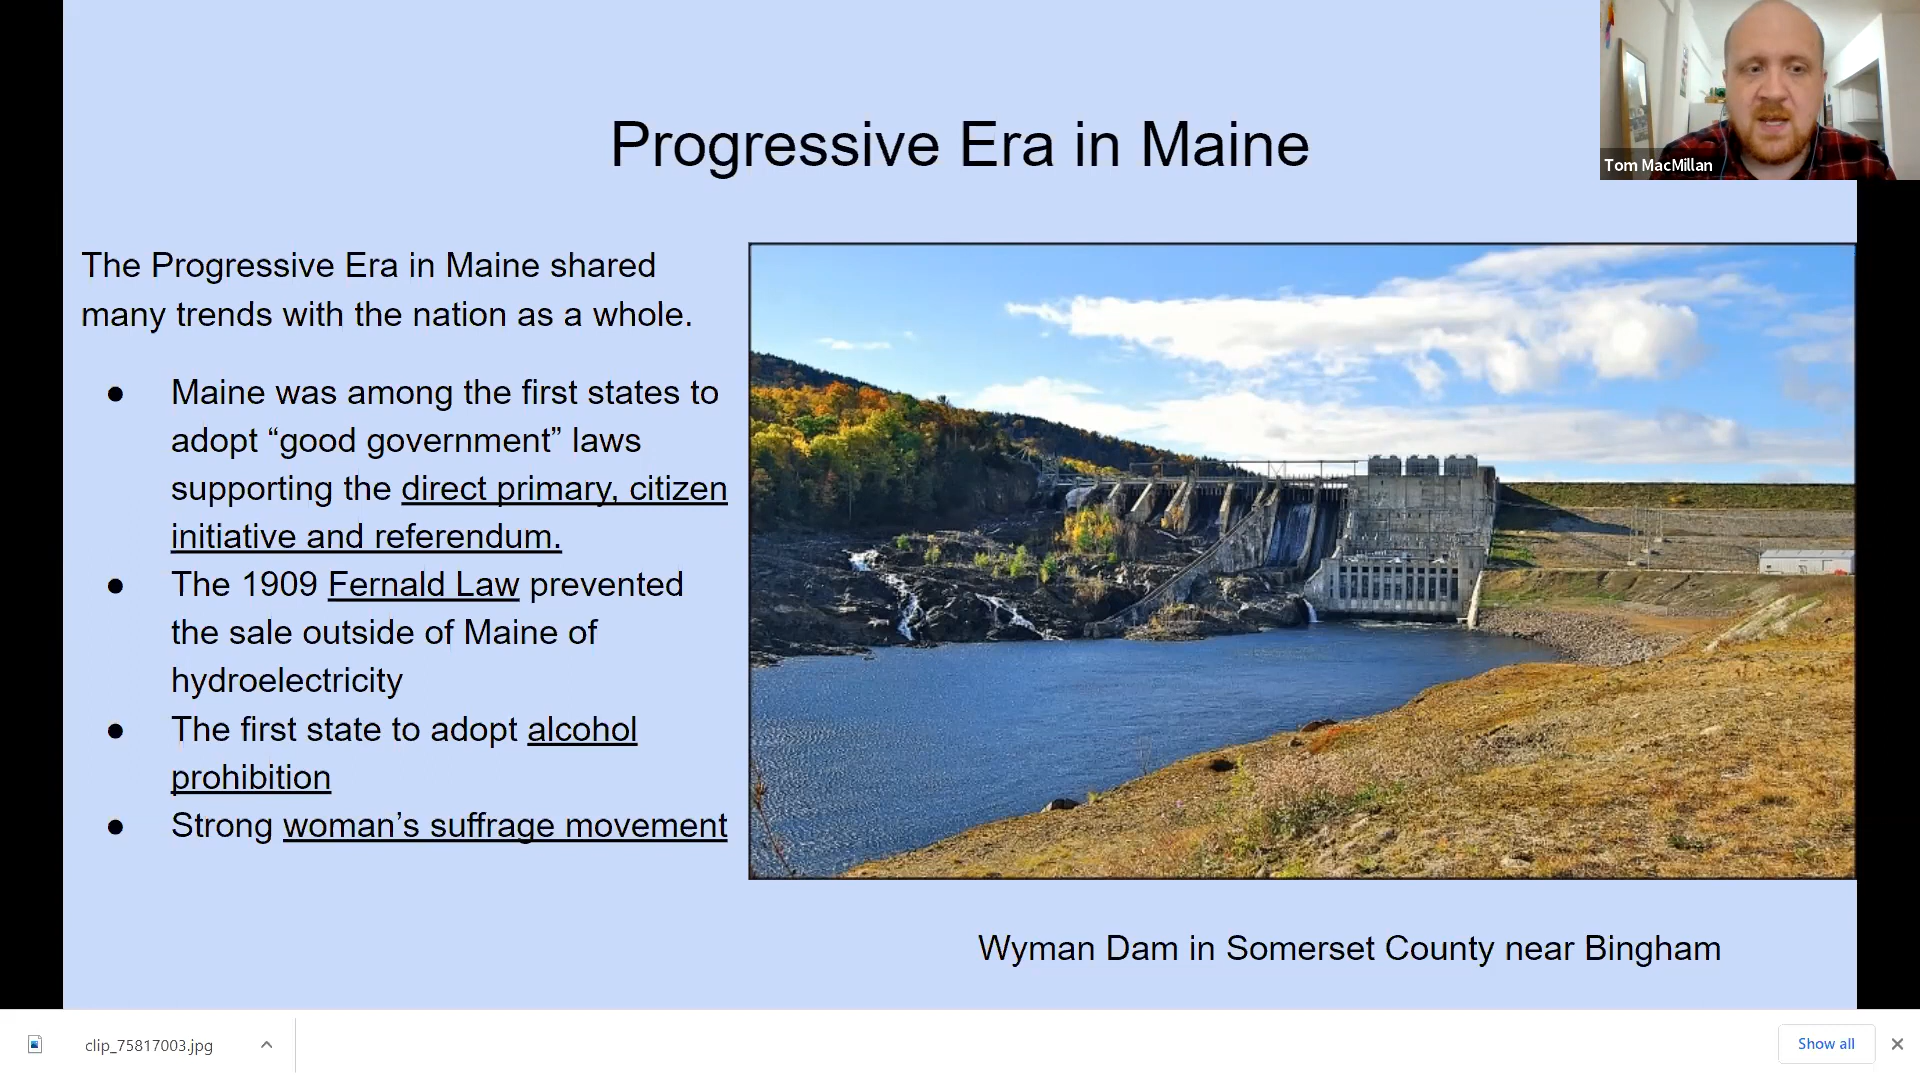 Progressive Era in Maine
Tom MacMillan
The Progressive Era in Maine shared
many trends with the nation as a whole.
● Maine was among the first states to
adopt “good government” laws
supporting the direct primary, citizen
initiative and referendum.
● The 1909 Fernald Law prevented
the sale outside of Maine of
hydroelectricity
● The first state to adopt alcohol
prohibition
● Strong woman’s suffrage movement
Wyman Dam in Somerset County near Bingham
clip_75817003.jpg
Show all